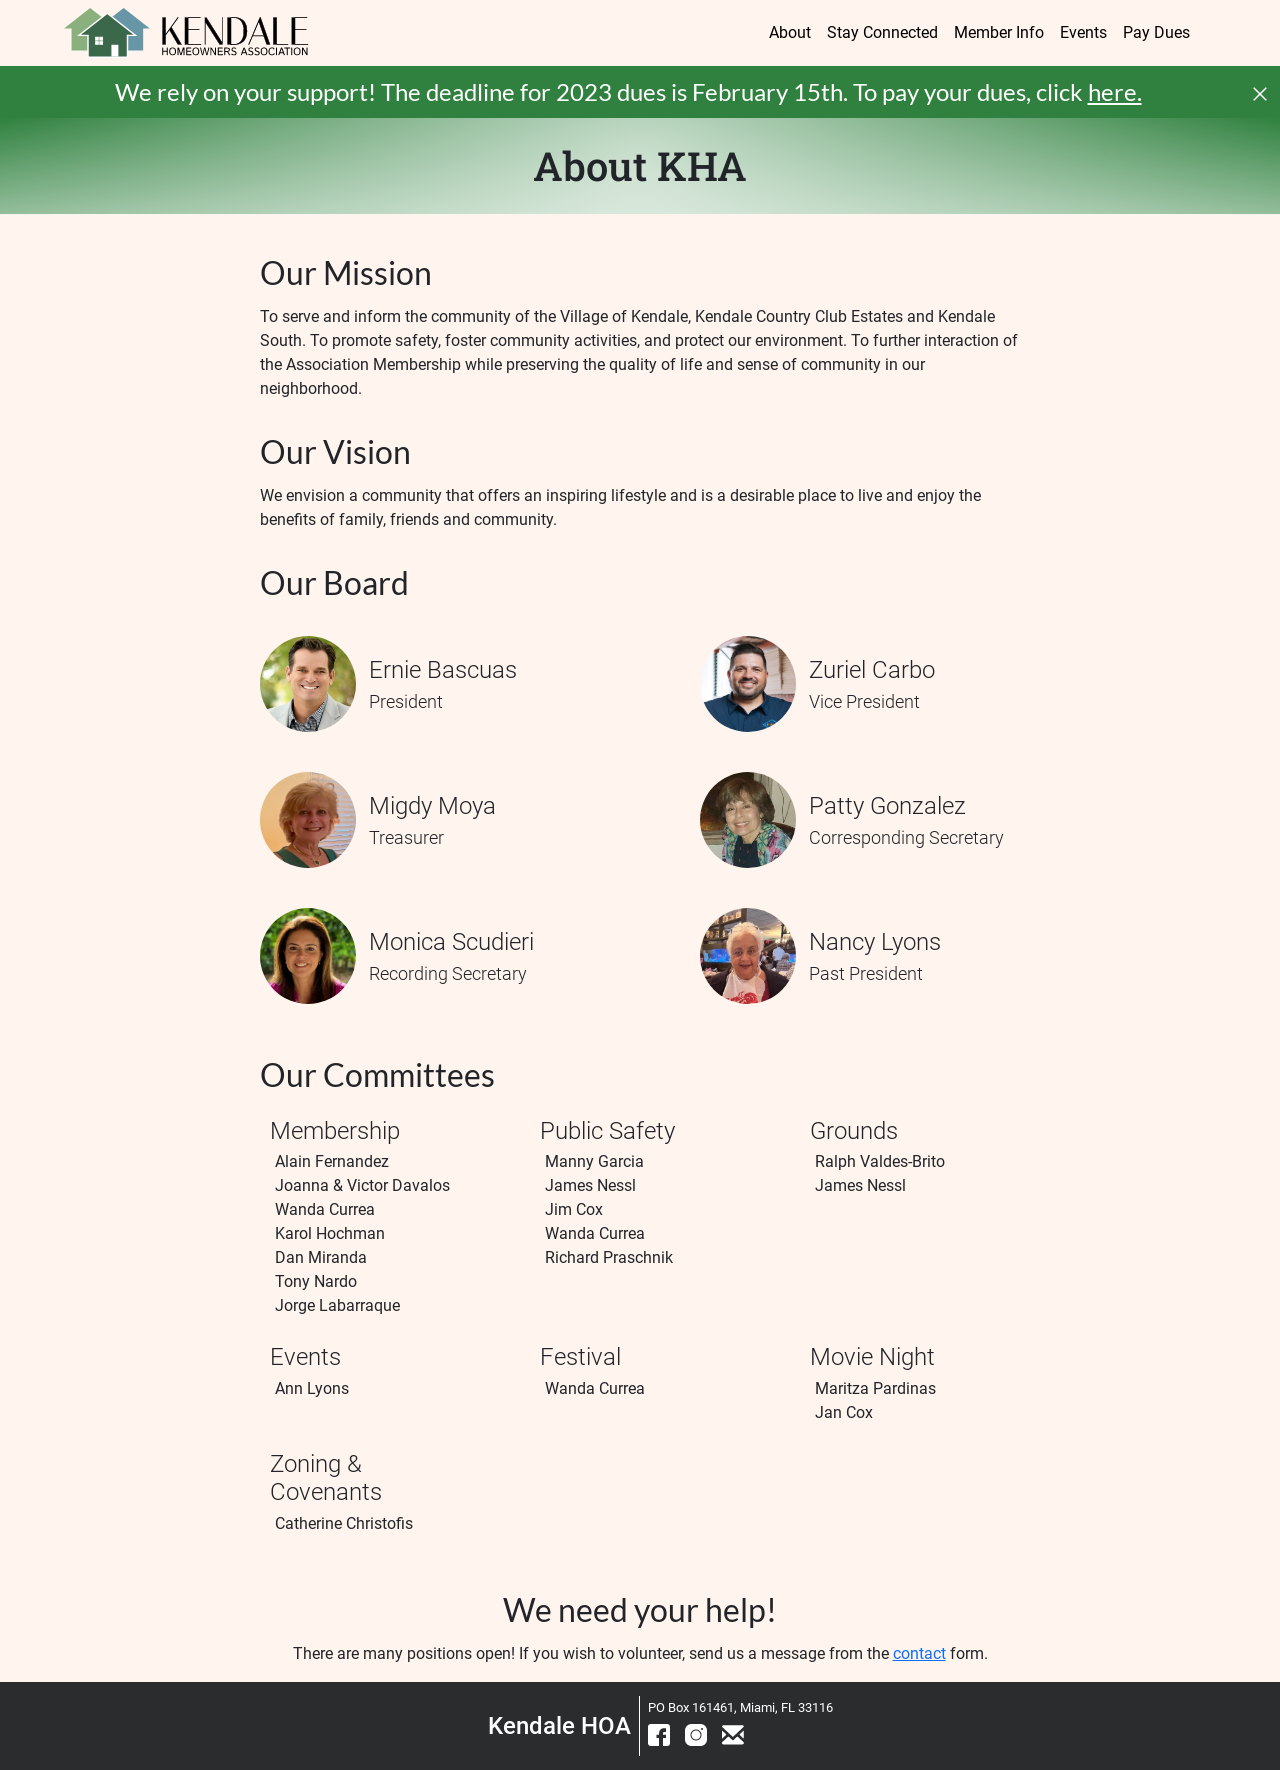 KENDALE
HOMEOWNERS ASSOCIATION
About Stay Connected Member Info Events Pay Dues
We rely on your support! The deadline for 2023 dues is February 15th. To pay your dues, click here.
About KHA
Our Mission
To serve and inform the community of the Village of Kendale, Kendale Country Club Estates and Kendale
South. To promote safety, foster community activities, and protect our environment. To further interaction of
the Association Membership while preserving the quality of life and sense of community in our
neighborhood.
Our Vision
We envision a community that offers an inspiring lifestyle and is a desirable place to live and enjoy the
benefits of family, friends and community.
Our Board
Ernie Bascuas
President
Zuriel Carbo
Vice President
Migdy Moya
Treasurer
Patty Gonzalez
Corresponding Secretary
Monica Scudieri
Recording Secretary
Nancy Lyons
Past President
Our Committees
Membership
Alain Fernandez
Joanna & Victor Davalos
Wanda Currea
Karol Hochman
Dan Miranda
Tony Nardo
Jorge Labarraque
Public Safety
Manny Garcia
James Nessl
Jim Cox
Wanda Currea
Richard Praschnik
Grounds
Ralph Valdes-Brito
James Nessl
Events
Ann Lyons
Festival
Wanda Currea
Movie Night
Maritza Pardinas
Jan Cox
Zoning &
Covenants
Catherine Christofis
We need your help!
There are many positions open! If you wish to volunteer, send us a message from the contact form.
Kendale HOA
PO Box 161461, Miami, FL 33116